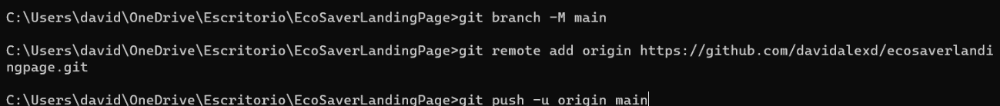 C:\Users\david\OneDrive\Escritorio\EcoSaverLandingPage>git branch -M main
C:\Users\david\OneDrive\Escritorio\EcoSaverLandingPage>git remote add origin https://github.com/davidalexd/ecosaverlandi
ngpage.git
C:\Users\david\OneDrive\Escritorio\EcoSaverLandingPage>git push -u origin main